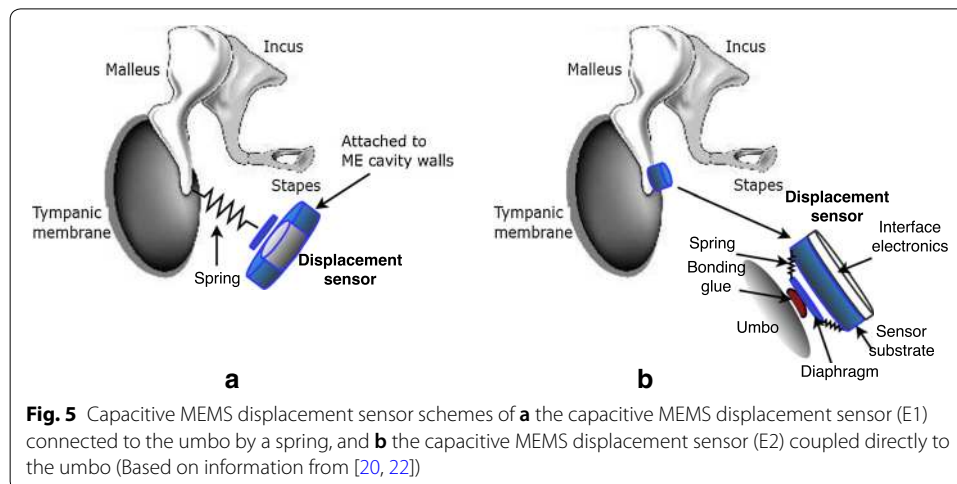 Incus
Malleus
Attached to
ME cavity walls
Stapes
Tympanic
membrane
Spring
Displacement
sensor
a
Incus
Malleus
Stapes
Tympanic
membrane
Displacement
sensor
Interface
electronics
Spring
Bonding
glue
Umbo
Sensor
substrate
Diaphragm
b
Fig. 5 Capacitive MEMS displacement sensor schemes of a the capacitive MEMS displacement sensor (E1)
connected to the umbo by a spring, and b the capacitive MEMS displacement sensor (E2) coupled directly to
the umbo (Based on information from [20, 22])